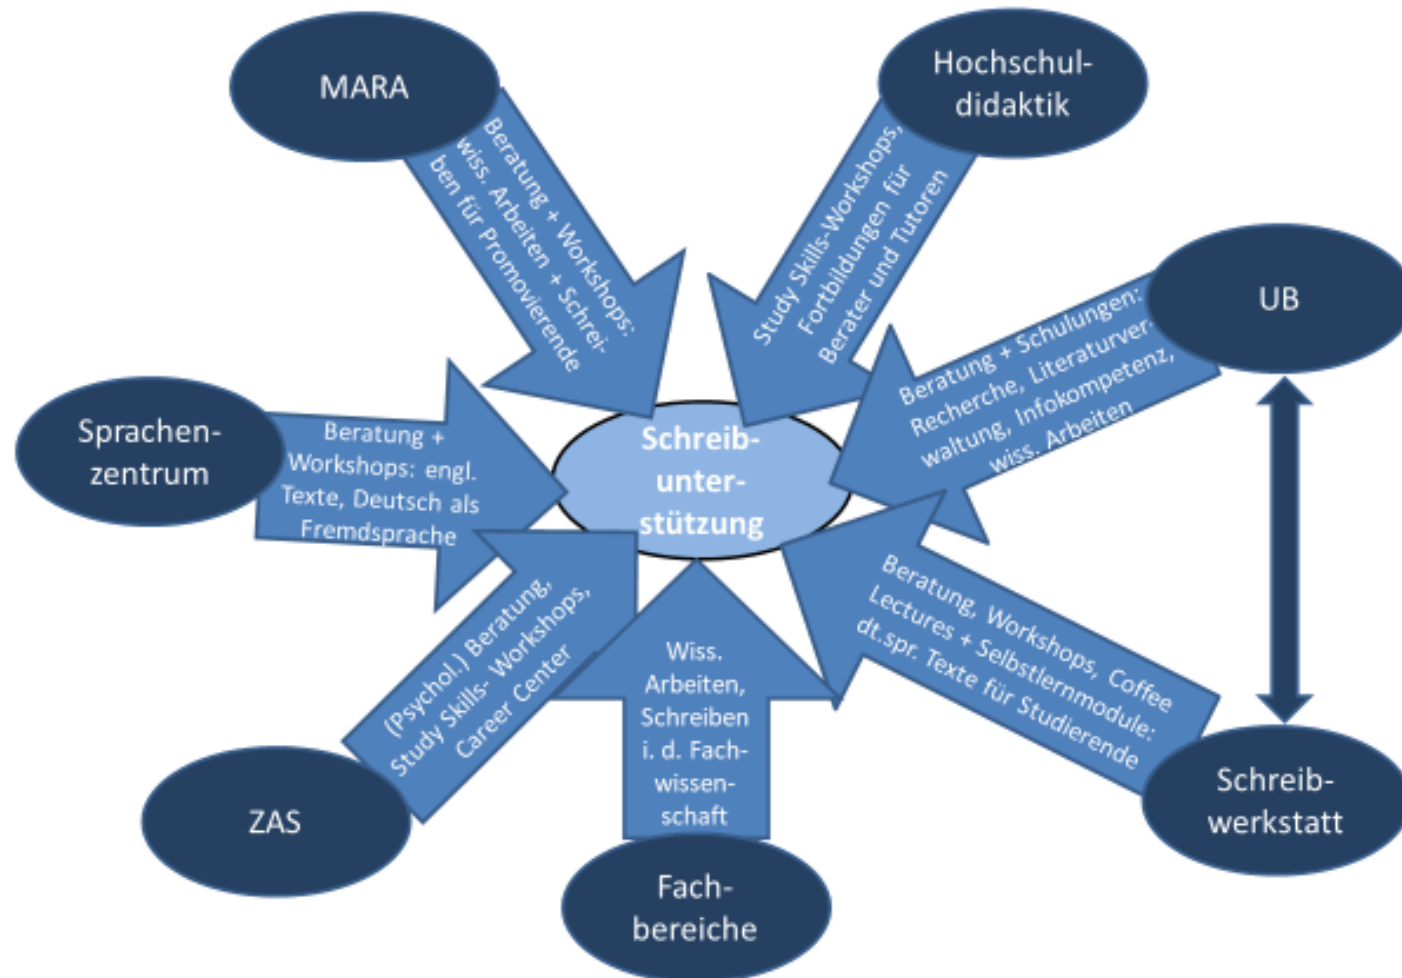 MARA
Beratung + Workshops:
wiss. Arbeiten + Schrei-
ben für Promovierende
Hochschul-
didaktik
Study Skills-Workshops,
Fortbildungen für
Berater und Tutoren
UB
Beratung + Schulungen:
Recherche, Literaturver-
waltung, Infokompetenz,
wiss. Arbeiten
Sprachen-
zentrum
Beratung +
Workshops: engl.
Texte, Deutsch als
Fremdsprache
Schreib-
unter-
stützung
ZAS
(Psychol.) Beratung,
Study Skills- Workshops,
Career Center
Wiss.
Arbeiten,
Schreiben
i. d. Fach-
wissen-
schaft
Fach-
bereiche
Beratung, Workshops, Coffee
Lectures + Selbstlernmodule:
dt.spr. Texte für Studierende
Schreib-
werkstatt